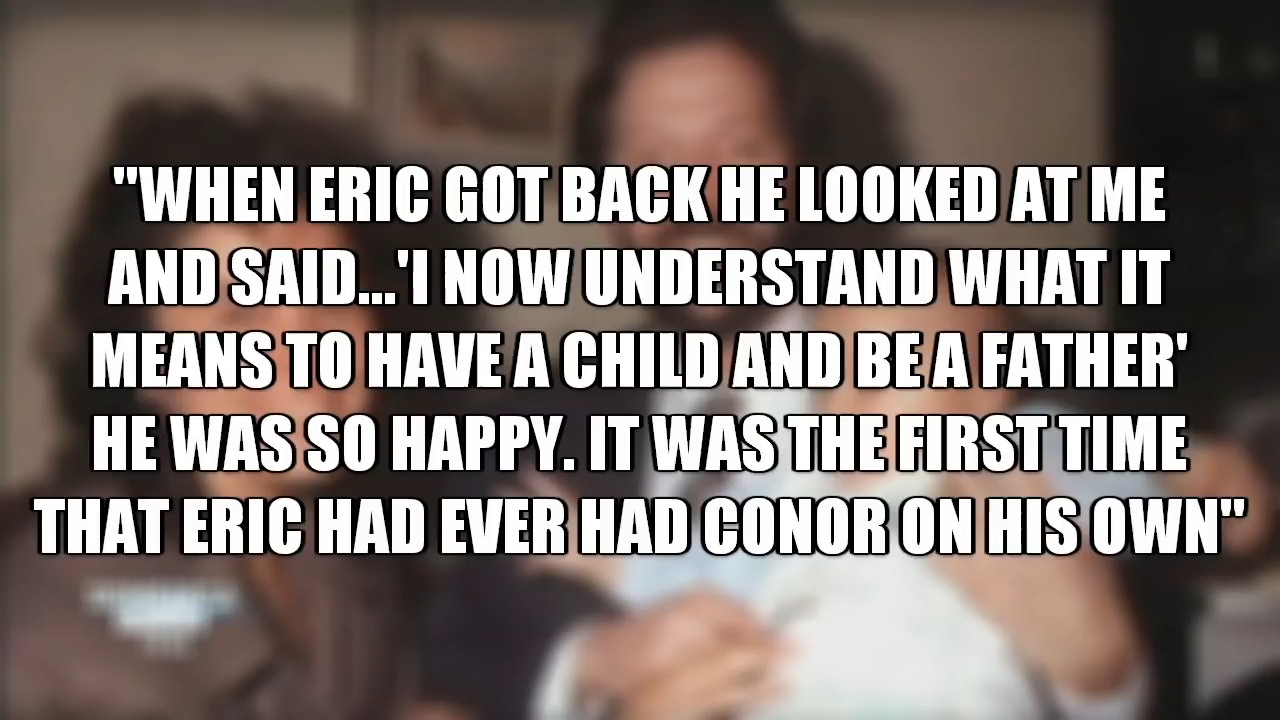 "WHEN ERIC GOT BACK HE LOOKED AT ME
AND SAID...'I NOW UNDERSTAND WHAT IT
MEANS TO HAVE A CHILD AND BE A FATHER'
HE WAS SO HAPPY. IT WAS THE FIRST TIME
THAT ERIC HAD EVER HAD CONOR ON HIS OWN"